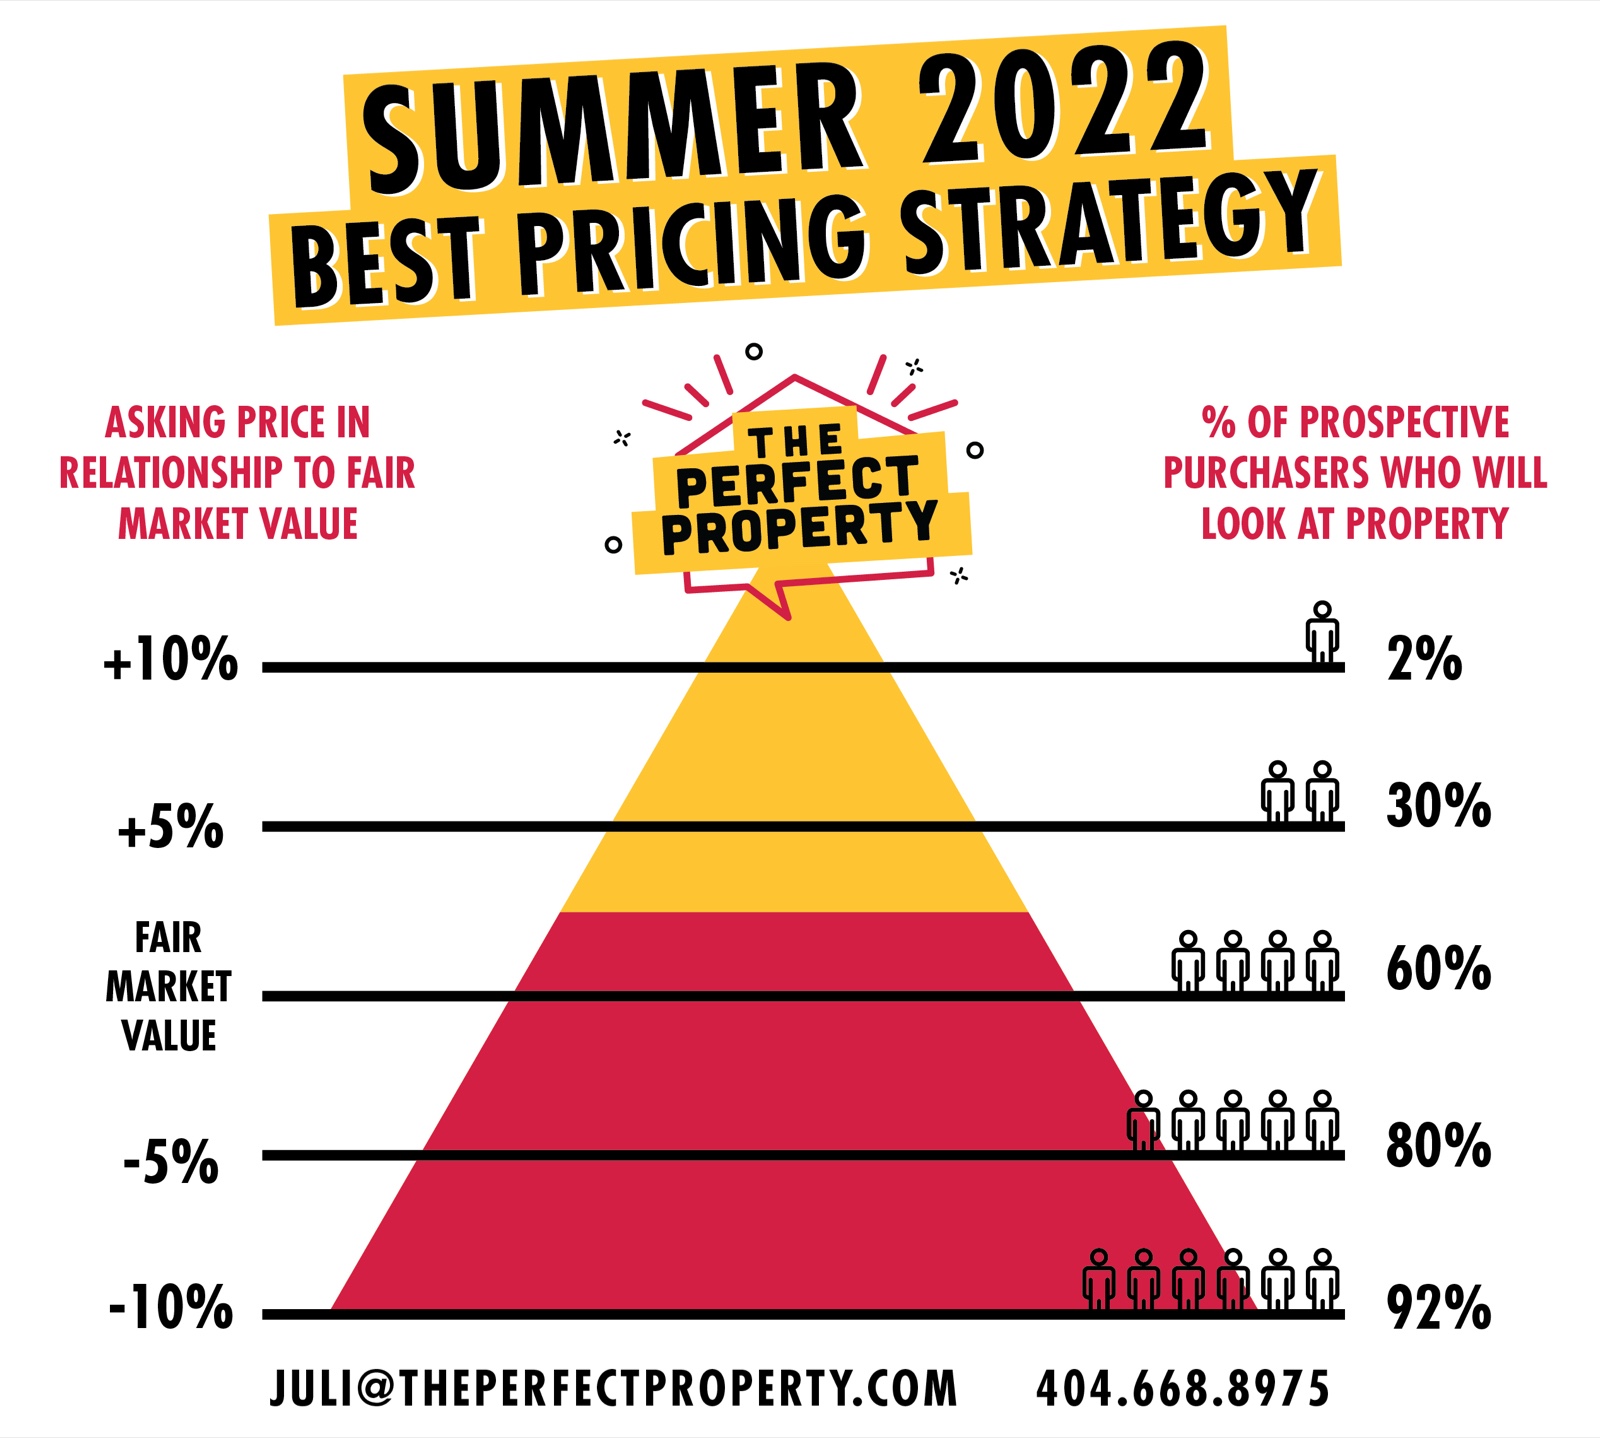 SUMMER 2022
BEST PRICING STRATEGY
ASKING PRICE IN
RELATIONSHIP TO FAIR
MARKET VALUE
THE
PERFECT
PROPERTY
% OF PROSPECTIVE
PURCHASERS WHO WILL
LOOK AT PROPERTY
+10%
2%
+5%
30%
FAIR
MARKET
VALUE
60%
-5%
80%
-10%
92%
JULI@THEPERFECTPROPERTY.COM
404.668.8975